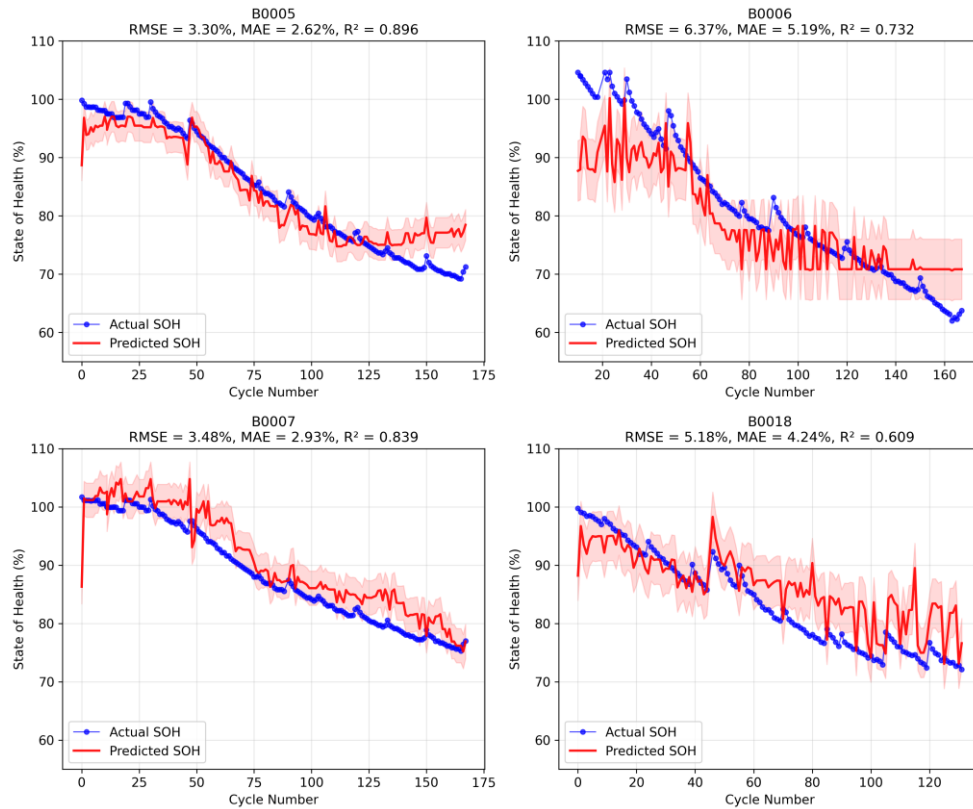 B0005
RMSE = 3.30%, MAE = 2.62%, R² = 0.896
110
100
90
80
70
60
State of Health (%)
Actual SOH
Predicted SOH
0 25 50 75 100 125 150 175
Cycle Number
B0006
RMSE = 6.37%, MAE = 5.19%, R² = 0.732
110
100
90
80
70
60
State of Health (%)
Actual SOH
Predicted SOH
20 40 60 80 100 120 140 160
Cycle Number
B0007
RMSE = 3.48%, MAE = 2.93%, R² = 0.839
110
100
90
80
70
60
State of Health (%)
Actual SOH
Predicted SOH
0 25 50 75 100 125 150 175
Cycle Number
B0018
RMSE = 5.18%, MAE = 4.24%, R² = 0.609
110
100
90
80
70
60
State of Health (%)
Actual SOH
Predicted SOH
0 20 40 60 80 100 120
Cycle Number